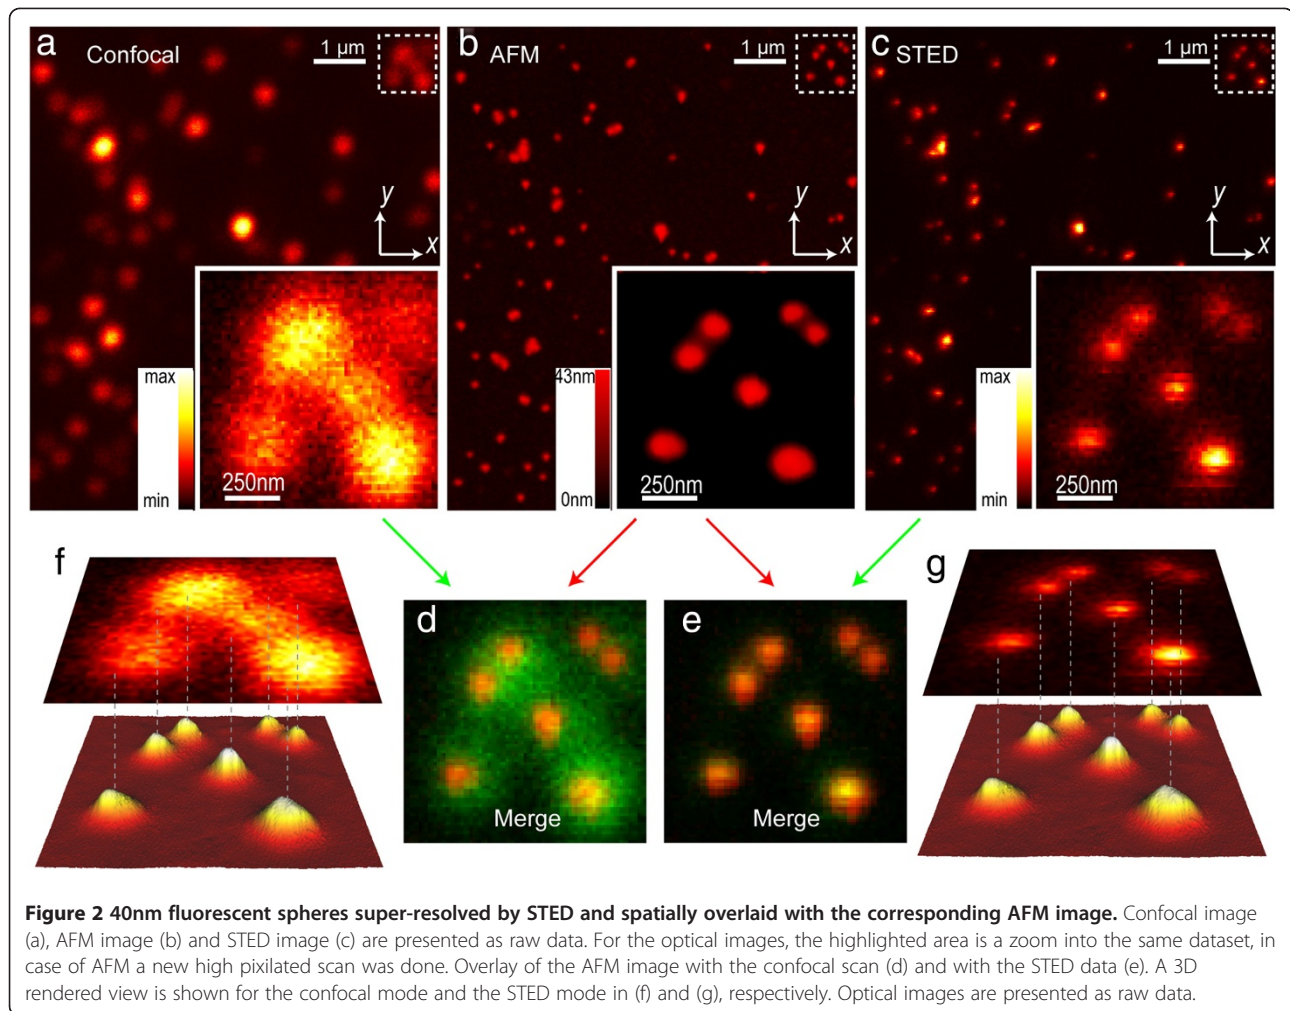 a
Confocal
1 µm
y
x
max
min
250nm
b
AFM
1 µm
y
x
43nm
0nm
250nm
c
STED
1 µm
y
x
max
min
250nm
f
d
Merge
e
Merge
g
Figure 2 40nm fluorescent spheres super-resolved by STED and spatially overlaid with the corresponding AFM image. Confocal image
(a), AFM image (b) and STED image (c) are presented as raw data. For the optical images, the highlighted area is a zoom into the same dataset, in
case of AFM a new high pixilated scan was done. Overlay of the AFM image with the confocal scan (d) and with the STED data (e). A 3D
rendered view is shown for the confocal mode and the STED mode in (f) and (g), respectively. Optical images are presented as raw data.